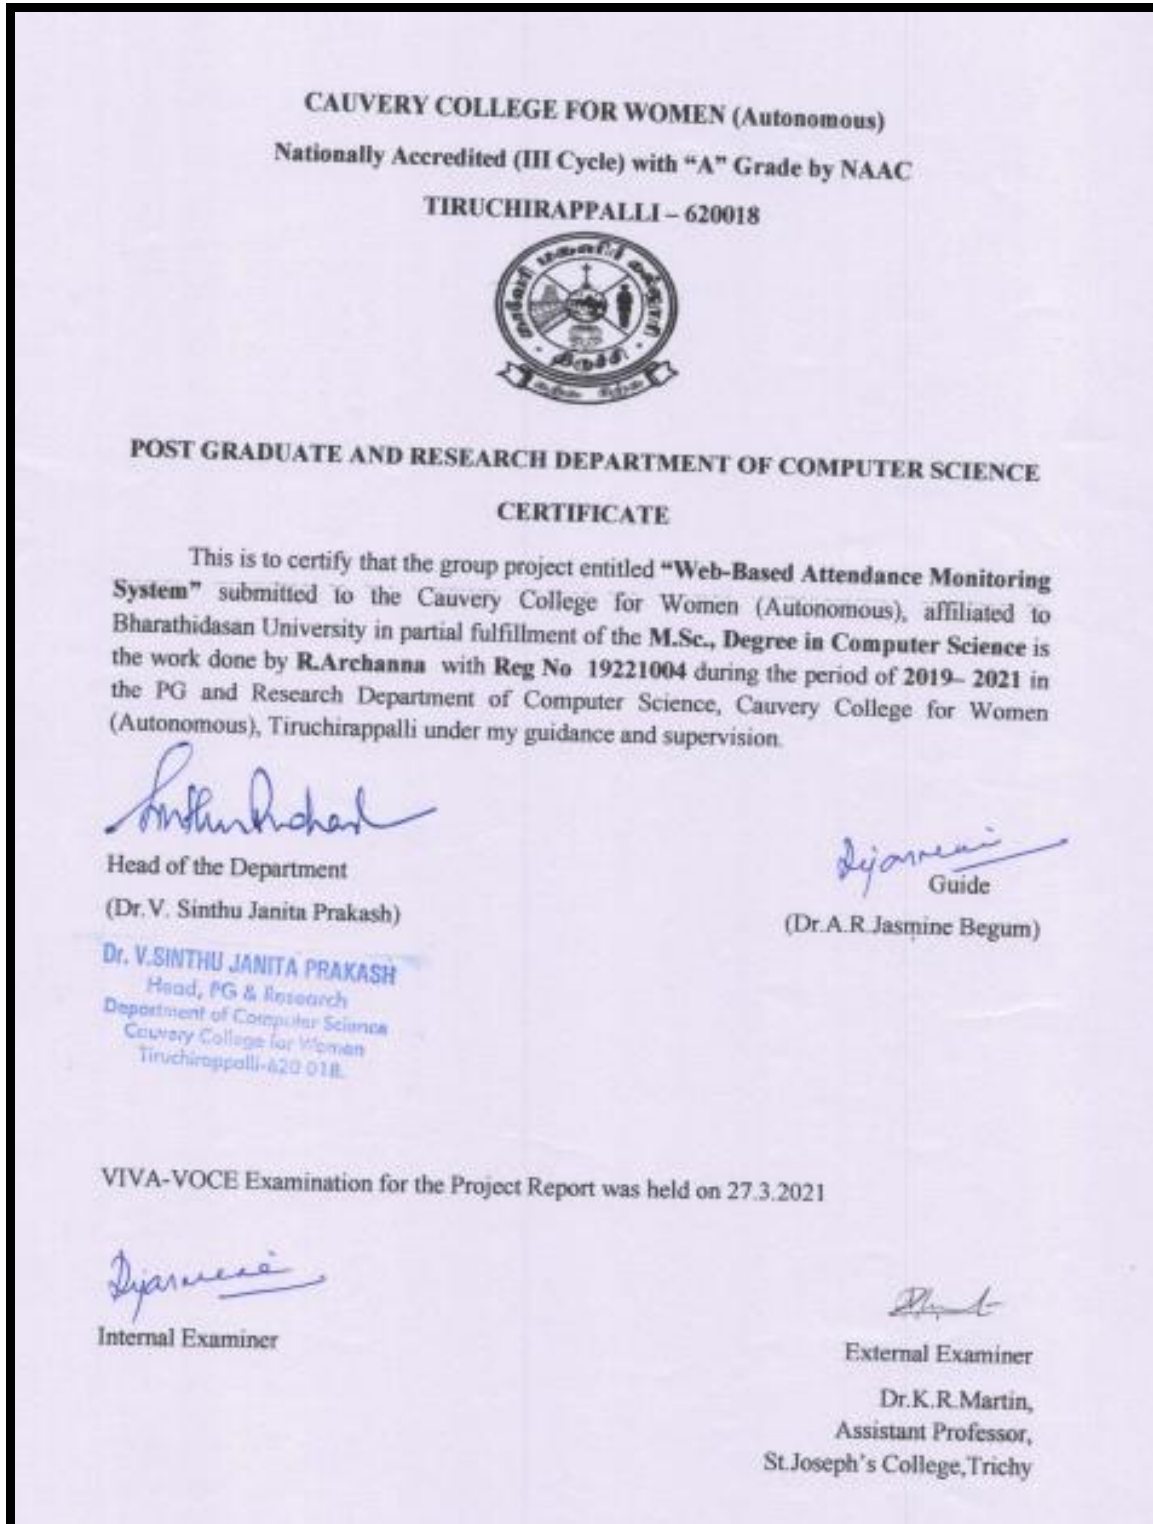 CAUVERY COLLEGE FOR WOMEN (Autonomous)
Nationally Accredited (III Cycle) with “A” Grade by NAAC
TIRUCHIRAPPALLI – 620018
காவேரி மகளிர் கல்லூரி
திருச்சி
POST GRADUATE AND RESEARCH DEPARTMENT OF COMPUTER SCIENCE
CERTIFICATE
This is to certify that the group project entitled “Web-Based Attendance Monitoring
System” submitted to the Cauvery College for Women (Autonomous), affiliated to
Bharathidasan University in partial fulfillment of the M.Sc., Degree in Computer Science is
the work done by R.Archanna with Reg No 19221004 during the period of 2019– 2021 in
the PG and Research Department of Computer Science, Cauvery College for Women
(Autonomous), Tiruchirappalli under my guidance and supervision.
Head of the Department
Guide
(Dr.V. Sinthu Janita Prakash)
(Dr.A.R.Jasmine Begum)
Dr. V.SINTHU JANITA PRAKASH
Head, PG & Research
Department of Computer Science
Cauvery College for Women
Tiruchirappalli-620 018.
VIVA-VOCE Examination for the Project Report was held on 27.3.2021
Internal Examiner
External Examiner
Dr.K.R.Martin,
Assistant Professor,
St.Joseph’s College,Trichy